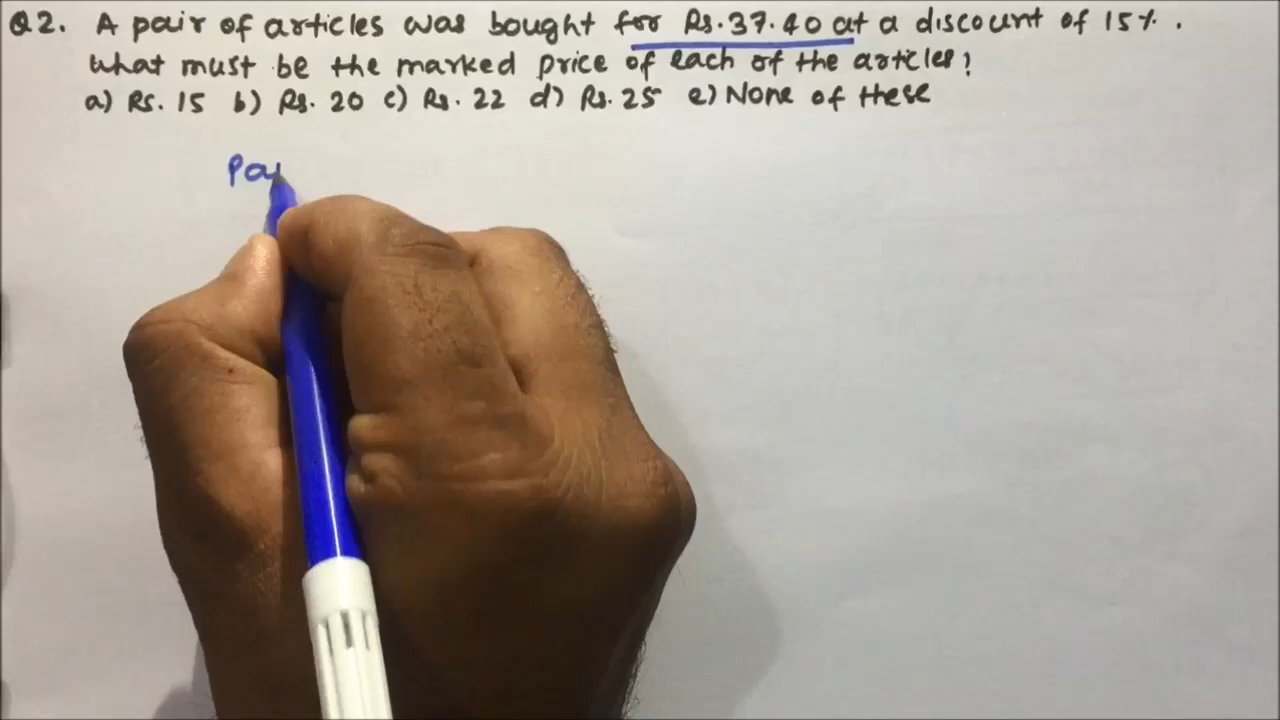 Q2. A pair of articles was bought for Rs.37.40 at a discount of 15%.
What must be the marked price of each of the articles?
a) Rs. 15 b) Rs. 20 c) Rs. 22 d) Rs. 25 e) None of these
Pa